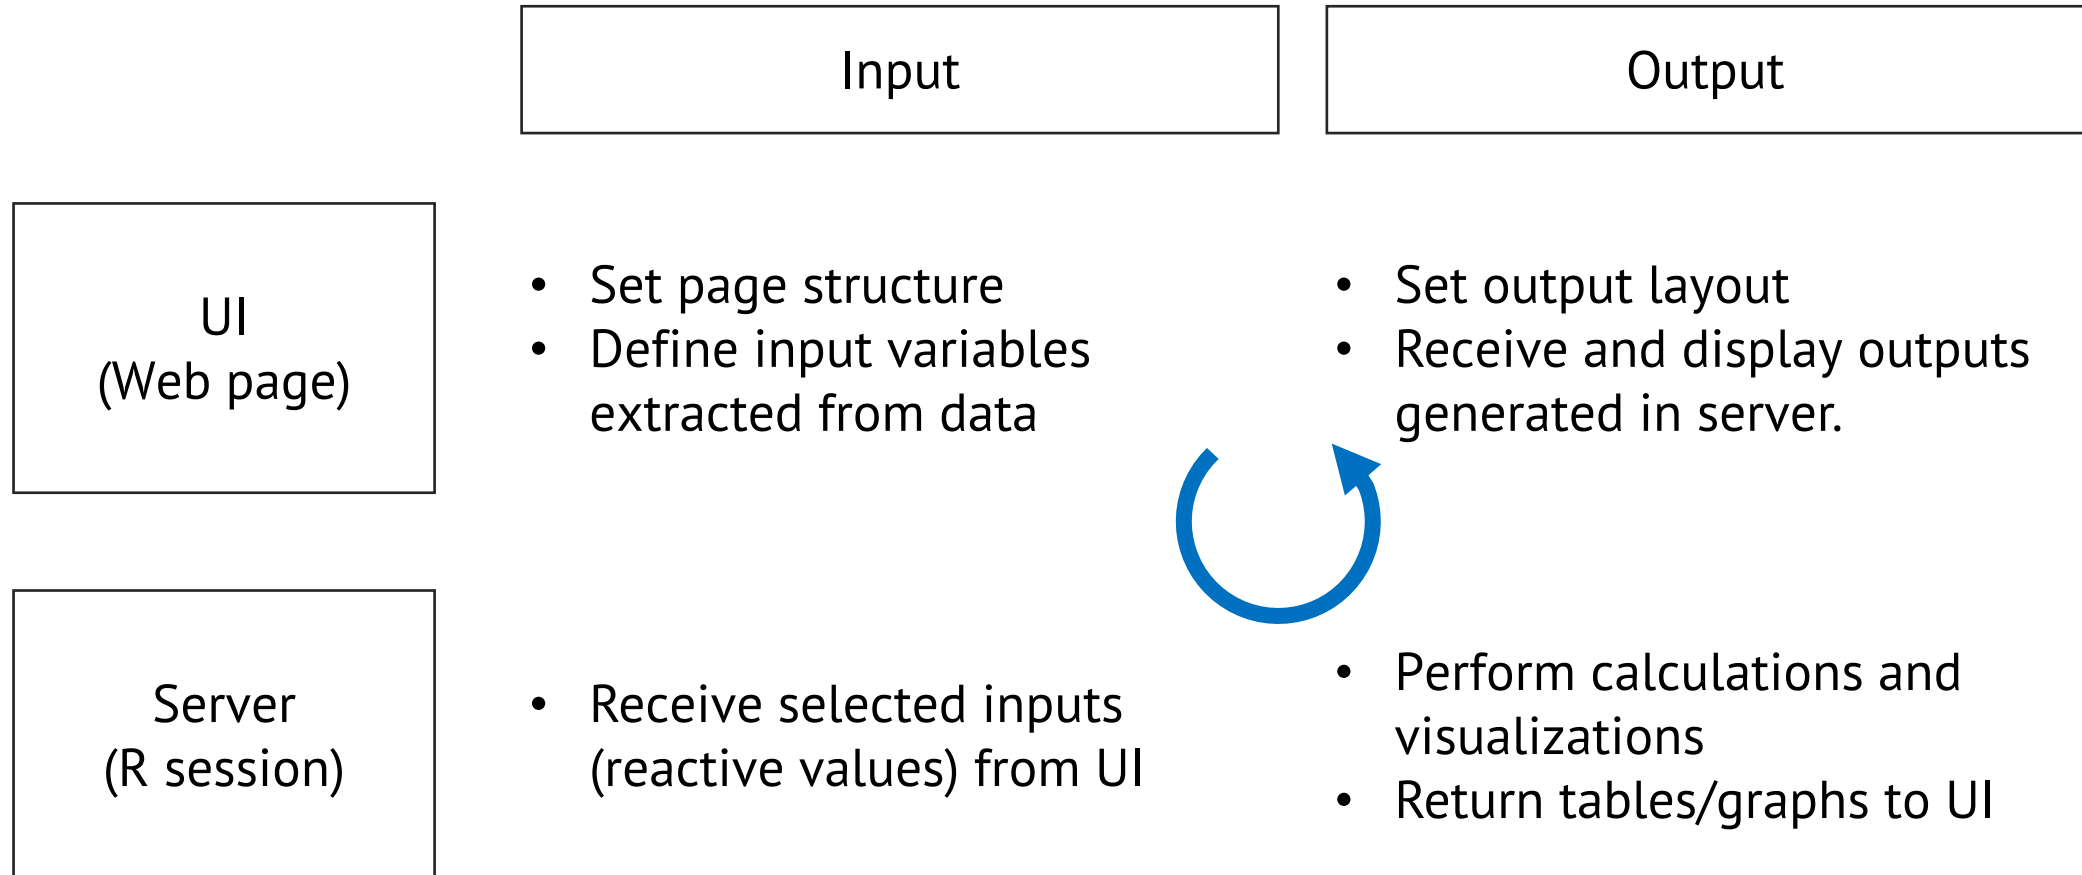 Input
Output
UI
(Web page)
• Set page structure
• Define input variables
extracted from data
• Set output layout
• Receive and display outputs
generated in server.
Server
(R session)
• Receive selected inputs
(reactive values) from UI
• Perform calculations and
visualizations
• Return tables/graphs to UI